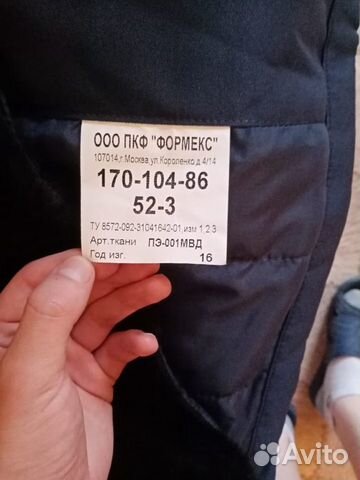 ООО ПКФ "ФОРМЕКС"
107014,г.Москва,ул.Короленко д.4/14
170-104-86
52-3
ТУ 8572-092-31041642-01,изм 1,2,3
Арт.ткани ПЭ-001МВД
Год изг. 16
Avito